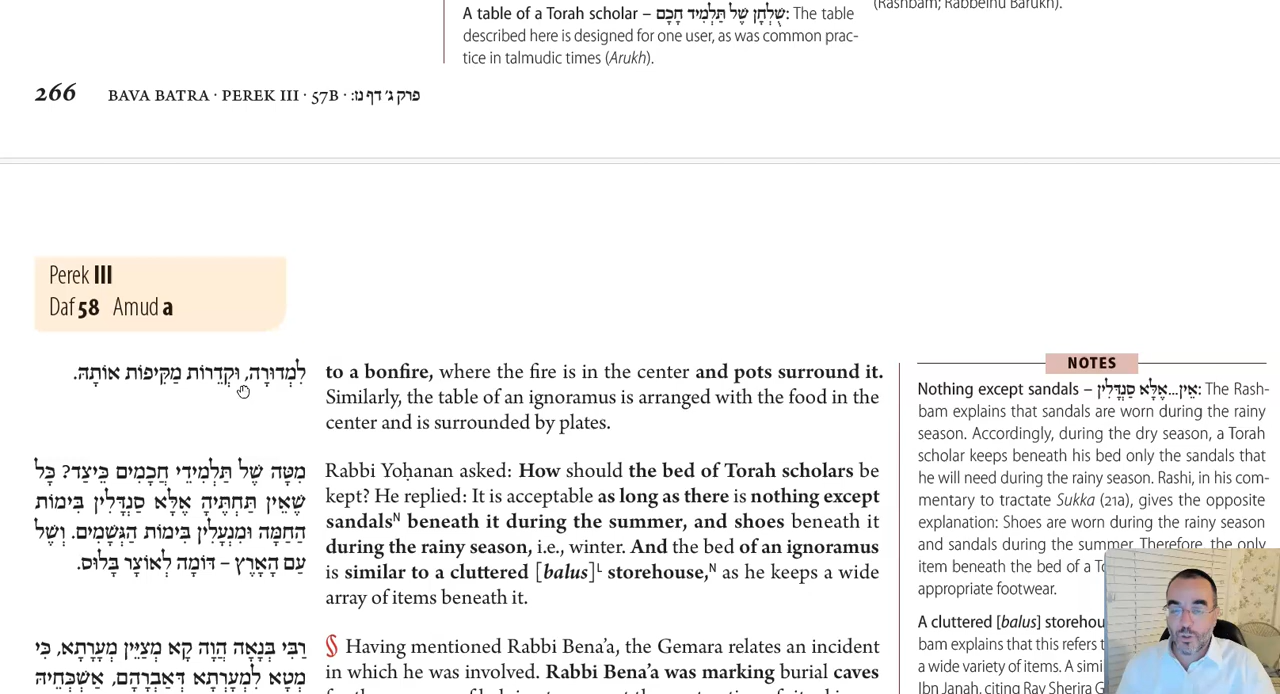 (Rashbam; Rabbeinu Barukh).
A table of a Torah scholar – שֻׁלְחָן שֶׁל תַּלְמִיד חָכָם: The table
described here is designed for one user, as was common prac-
tice in talmudic times (Arukh).
266 BAVA BATRA · PEREK III · 57B · פרק ג׳ דף נז:
Perek III
Daf 58 Amud a
לִמְדוּרָה, וּקְדֵרוֹת מַקִּיפוֹת אוֹתָהּ.
מִטָּה שֶׁל תַּלְמִידֵי חֲכָמִים כֵּיצַד? כׇּל
שֶׁאֵין תַּחְתֶּיהָ אֶלָּא סַנְדָּלִין בִּימוֹת
הַחַמָּה וּמִנְעָלִין בִּימוֹת הַגְּשָׁמִים. וְשֶׁל
עַם הָאָרֶץ – דּוֹמָה לְאוֹצָר בָּלוּס.
רַבִּי בְּנָאָה הֲוָה קָא מְצַיֵּין מְעָרָתָא, כִּי
מְטָא לִמְעָרְתָּא דְּאַבְרָהָם, אַשְׁכְּחֵיהּ
to a bonfire, where the fire is in the center and pots surround it.
Similarly, the table of an ignoramus is arranged with the food in the
center and is surrounded by plates.
Rabbi Yoḥanan asked: How should the bed of Torah scholars be
kept? He replied: It is acceptable as long as there is nothing except
sandalsᴺ beneath it during the summer, and shoes beneath it
during the rainy season, i.e., winter. And the bed of an ignoramus
is similar to a cluttered [balus]ᴸ storehouse,ᴺ as he keeps a wide
array of items beneath it.
§ Having mentioned Rabbi Bena’a, the Gemara relates an incident
in which he was involved. Rabbi Bena’a was marking burial caves
NOTES
Nothing except sandals – אֵין...אֶלָּא סַנְדָּלִין: The Rash-
bam explains that sandals are worn during the rainy
season. Accordingly, during the dry season, a Torah
scholar keeps beneath his bed only the sandals that
he will need during the rainy season. Rashi, in his com-
mentary to tractate Sukka (21a), gives the opposite
explanation: Shoes are worn during the rainy season
and sandals during the summer. Therefore, the only
item beneath the bed of a
appropriate footwear.
A cluttered [balus]
bam explains that this refers
a wide variety of items. A
Ibn Janaḥ, citing Rav Sherira